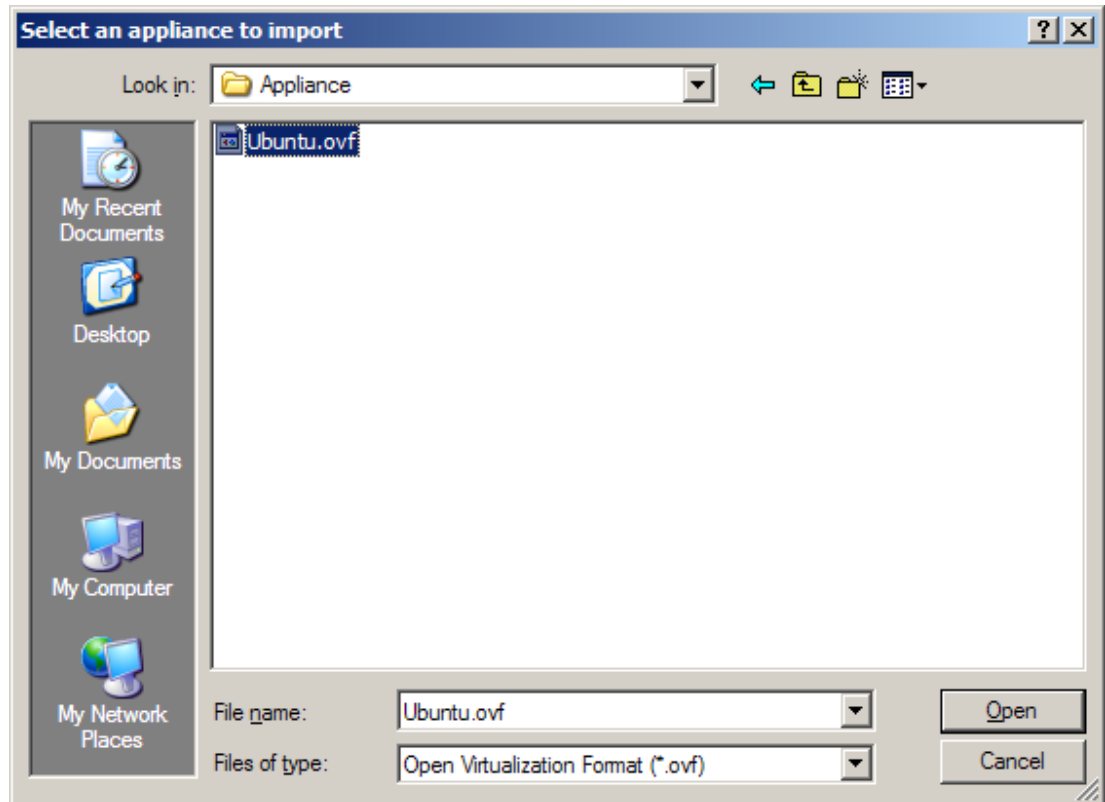 Select an appliance to import
Look in:
Appliance
Ubuntu.ovf
My Recent
Documents
Desktop
My Documents
My Computer
My Network
Places
File name:
Ubuntu.ovf
Open
Files of type:
Open Virtualization Format (*.ovf)
Cancel